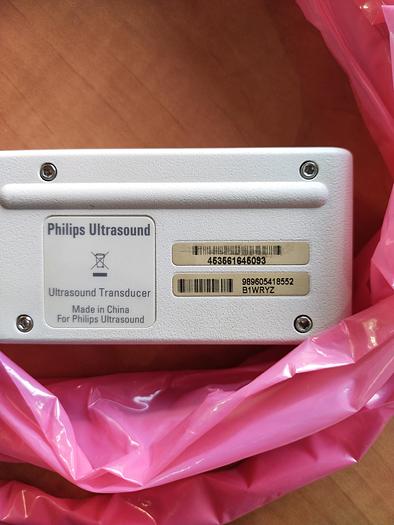 Philips Ultrasound
Ultrasound Transducer
Made in China
For Philips Ultrasound
453561645093
989605418552
B1WRYZ